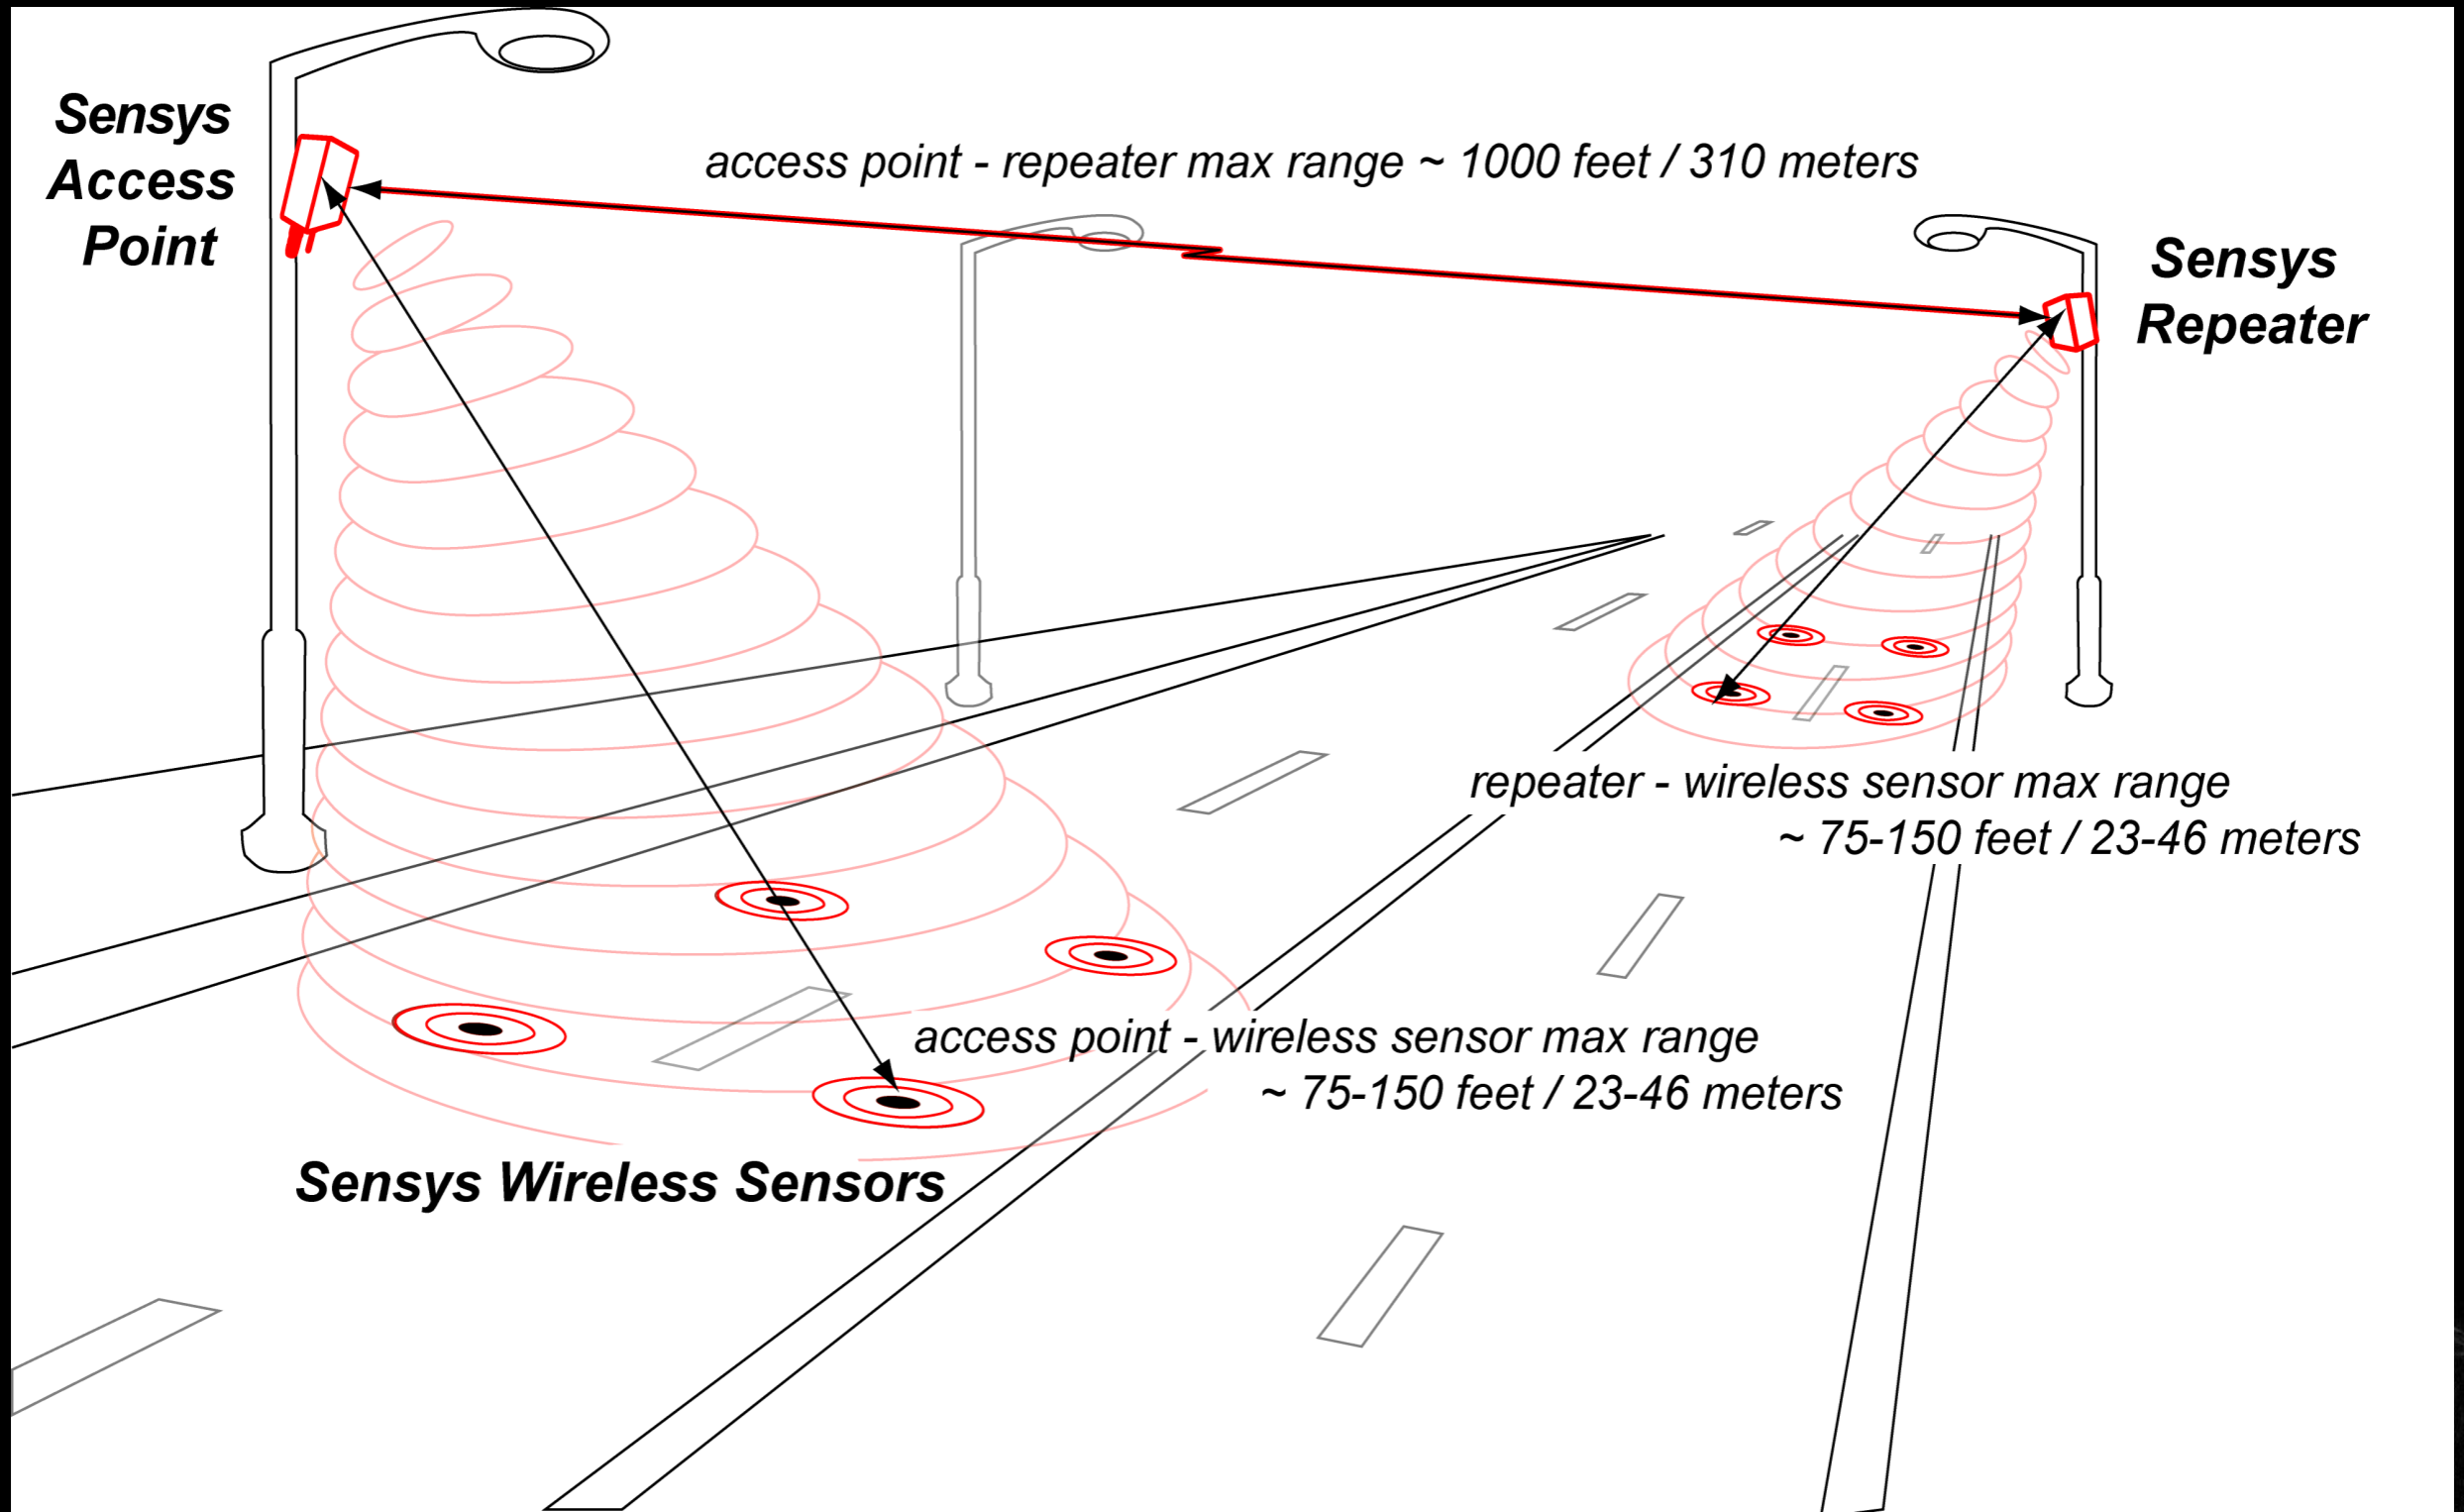 Sensys
Access
Point
access point - repeater max range ~ 1000 feet / 310 meters
Sensys
Repeater
repeater - wireless sensor max range
~ 75-150 feet / 23-46 meters
access point - wireless sensor max range
~ 75-150 feet / 23-46 meters
Sensys Wireless Sensors